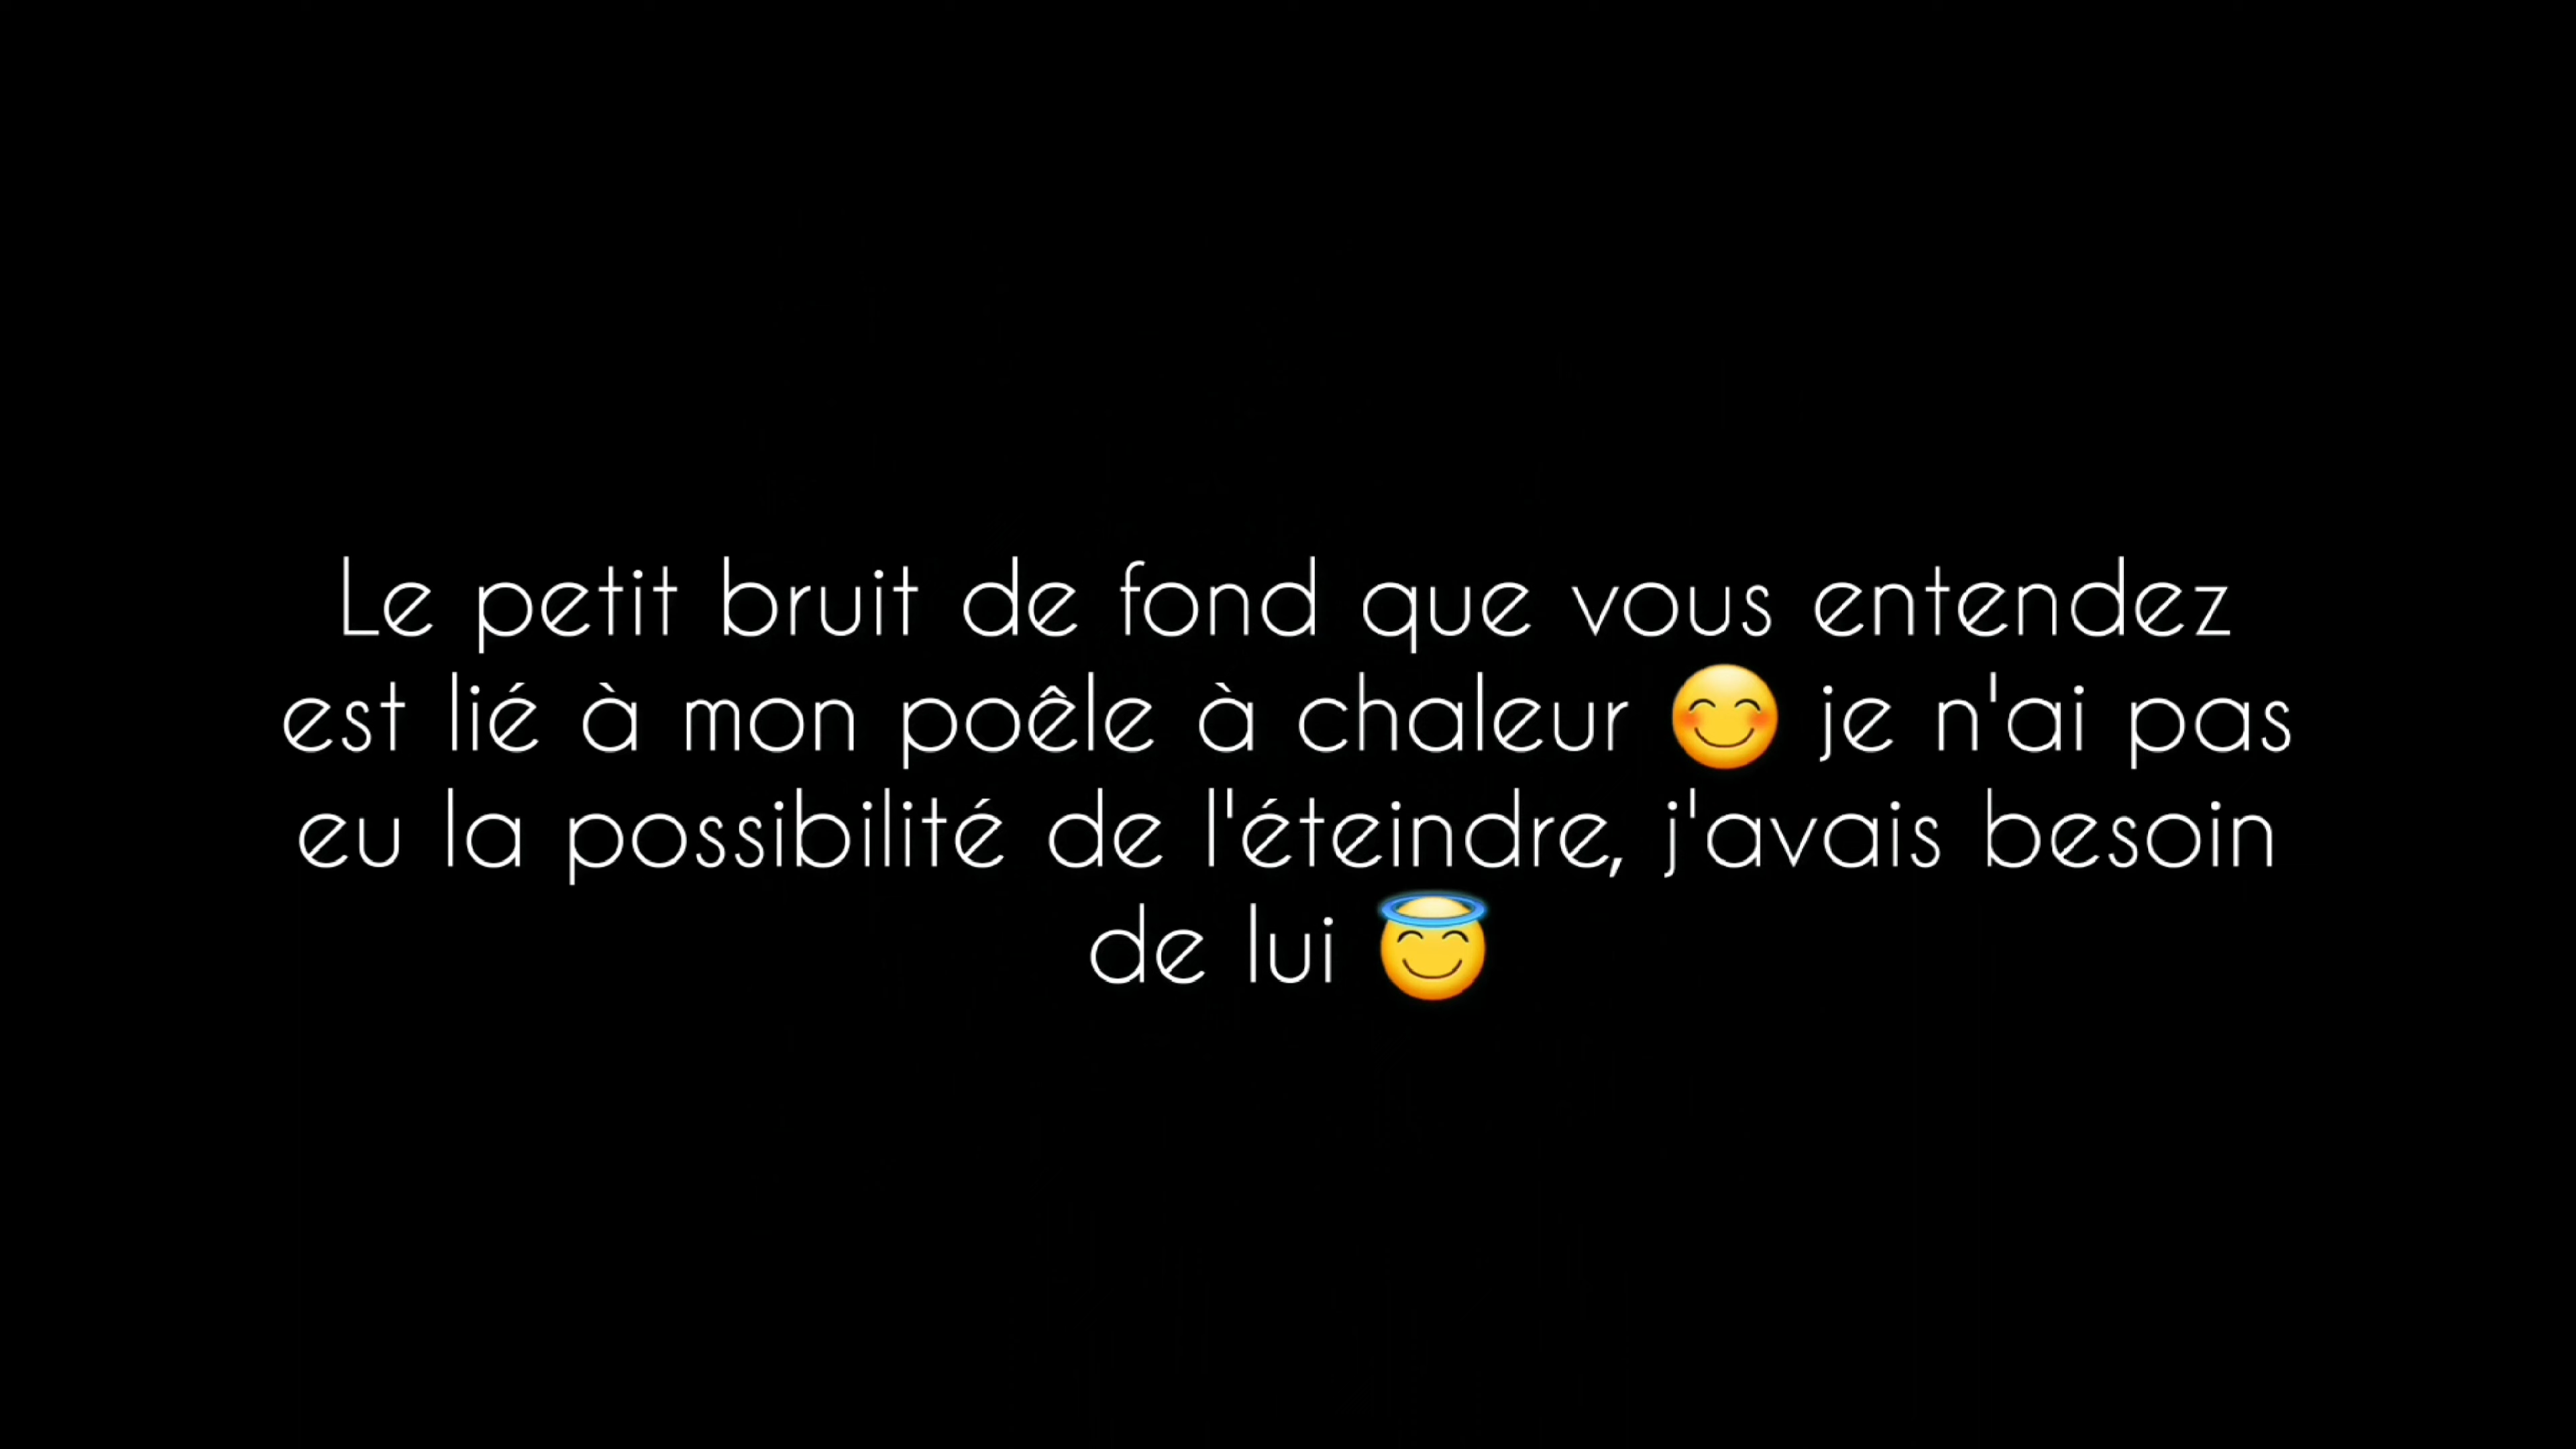 Le petit bruit de fond que vous entendez
est lié à mon poêle à chaleur 😊 je n'ai pas
eu la possibilité de l'éteindre, j'avais besoin
de lui 😇